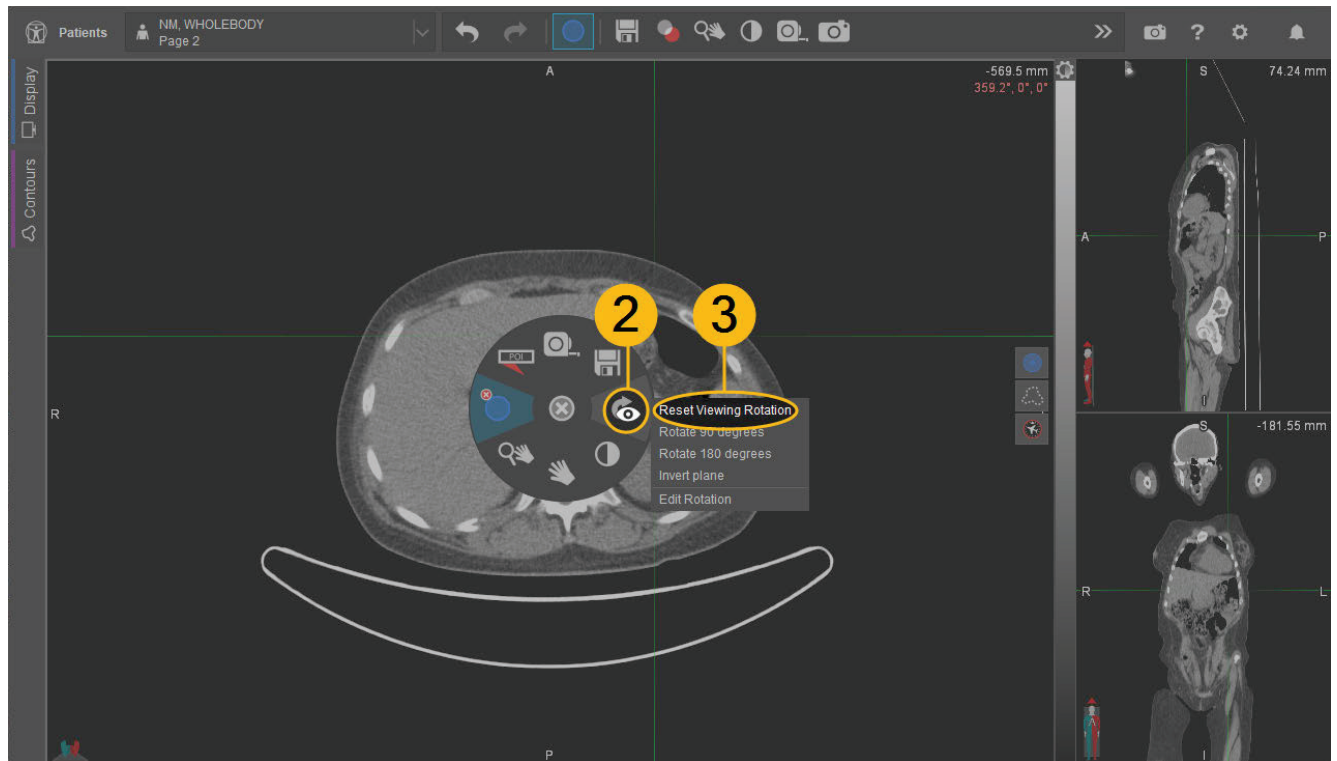 Patients
NM, WHOLEBODY
Page 2
?
Display
Contours
A
-569.5 mm
359.2°, 0°, 0°
R
P
POI
2
3
Reset Viewing Rotation
Rotate 90 degrees
Rotate 180 degrees
Invert plane
Edit Rotation
S
74.24 mm
A
P
I
S
-181.55 mm
R
L
I